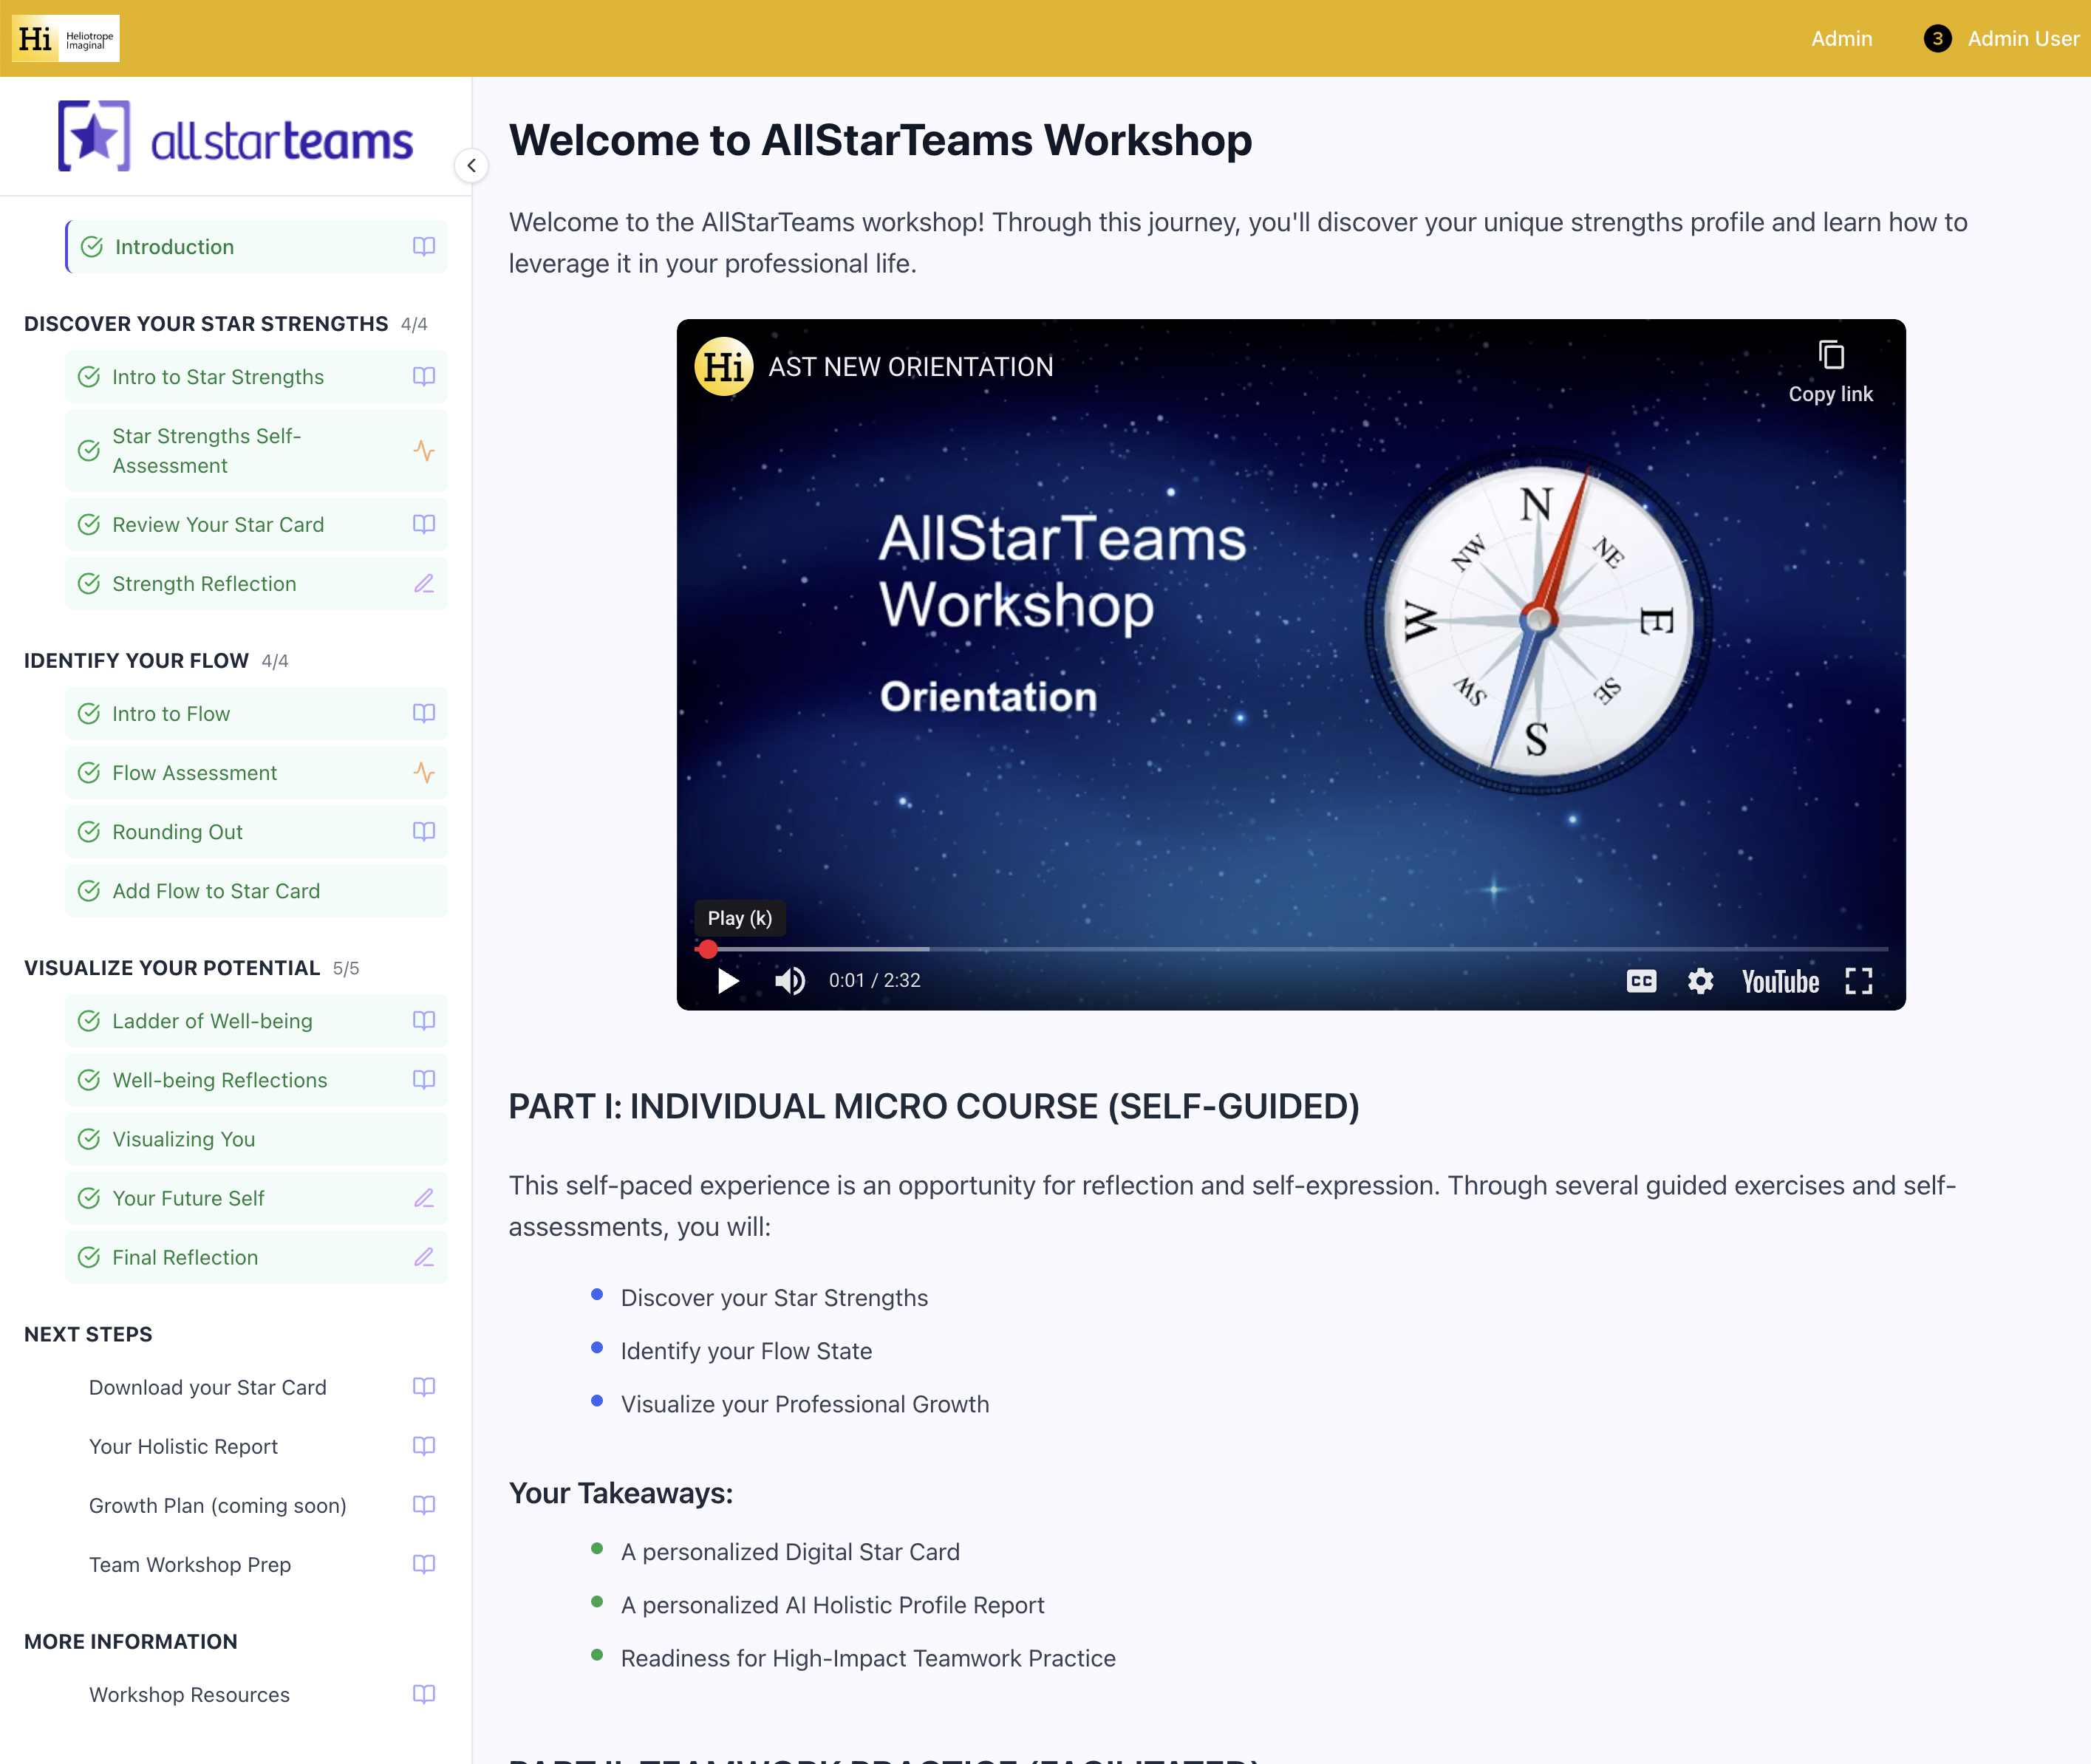 Hi Heliotrope
Imaginal
Admin
3
Admin User
allstarteams
Introduction
DISCOVER YOUR STAR STRENGTHS 4/4
Intro to Star Strengths
Star Strengths Self-
Assessment
Review Your Star Card
Strength Reflection
IDENTIFY YOUR FLOW 4/4
Intro to Flow
Flow Assessment
Rounding Out
Add Flow to Star Card
VISUALIZE YOUR POTENTIAL 5/5
Ladder of Well-being
Well-being Reflections
Visualizing You
Your Future Self
Final Reflection
NEXT STEPS
Download your Star Card
Your Holistic Report
Growth Plan (coming soon)
Team Workshop Prep
MORE INFORMATION
Workshop Resources
Welcome to AllStarTeams Workshop
Welcome to the AllStarTeams workshop! Through this journey, you'll discover your unique strengths profile and learn how to
leverage it in your professional life.
Hi AST NEW ORIENTATION
Copy link
AllStarTeams
Workshop
Orientation
N
NW
NE
W
E
SW
SE
S
Play (k)
0:01 / 2:32
CC
YouTube
PART I: INDIVIDUAL MICRO COURSE (SELF-GUIDED)
This self-paced experience is an opportunity for reflection and self-expression. Through several guided exercises and self-
assessments, you will:
Discover your Star Strengths
Identify your Flow State
Visualize your Professional Growth
Your Takeaways:
A personalized Digital Star Card
A personalized AI Holistic Profile Report
Readiness for High-Impact Teamwork Practice
PART II: TEAMWORK PRACTICE (FACILITATED)